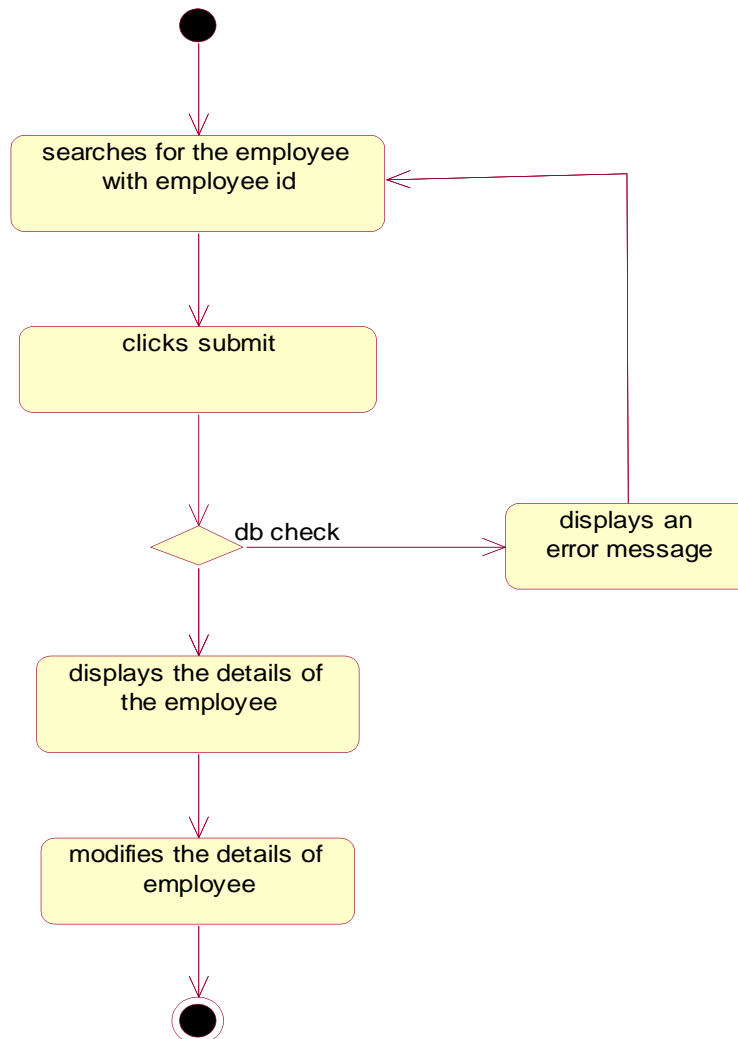 searches for the employee
with employee id
clicks submit
db check
displays an
error message
displays the details of
the employee
modifies the details of
employee